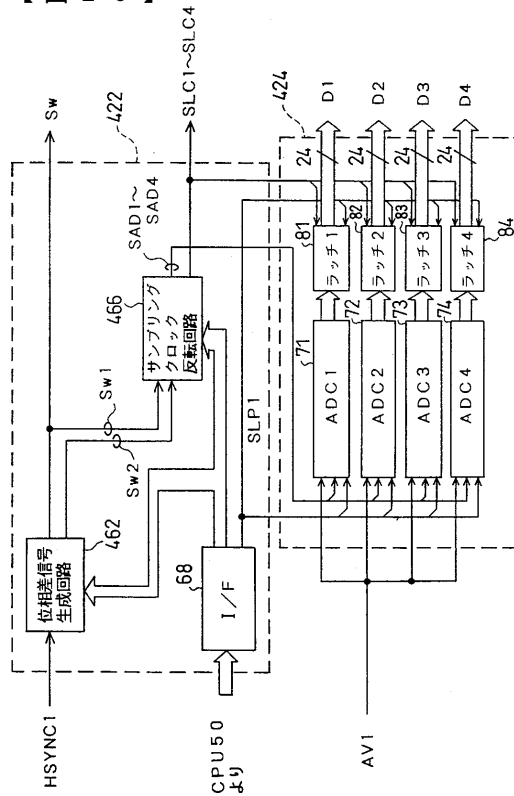 Sw
422
SLC1～SLC4
SAD1～
SAD4
466
サンプリング
クロック
反転回路
Sw1
Sw2
位相差信号
生成回路
462
HSYNC1
68
I/F
CPU50
より
SLP1
424
D1
D2
D3
D4
24
24
24
24
81
82
83
84
ラッチ1
ラッチ2
ラッチ3
ラッチ4
71
72
73
74
ADC1
ADC2
ADC3
ADC4
AV1